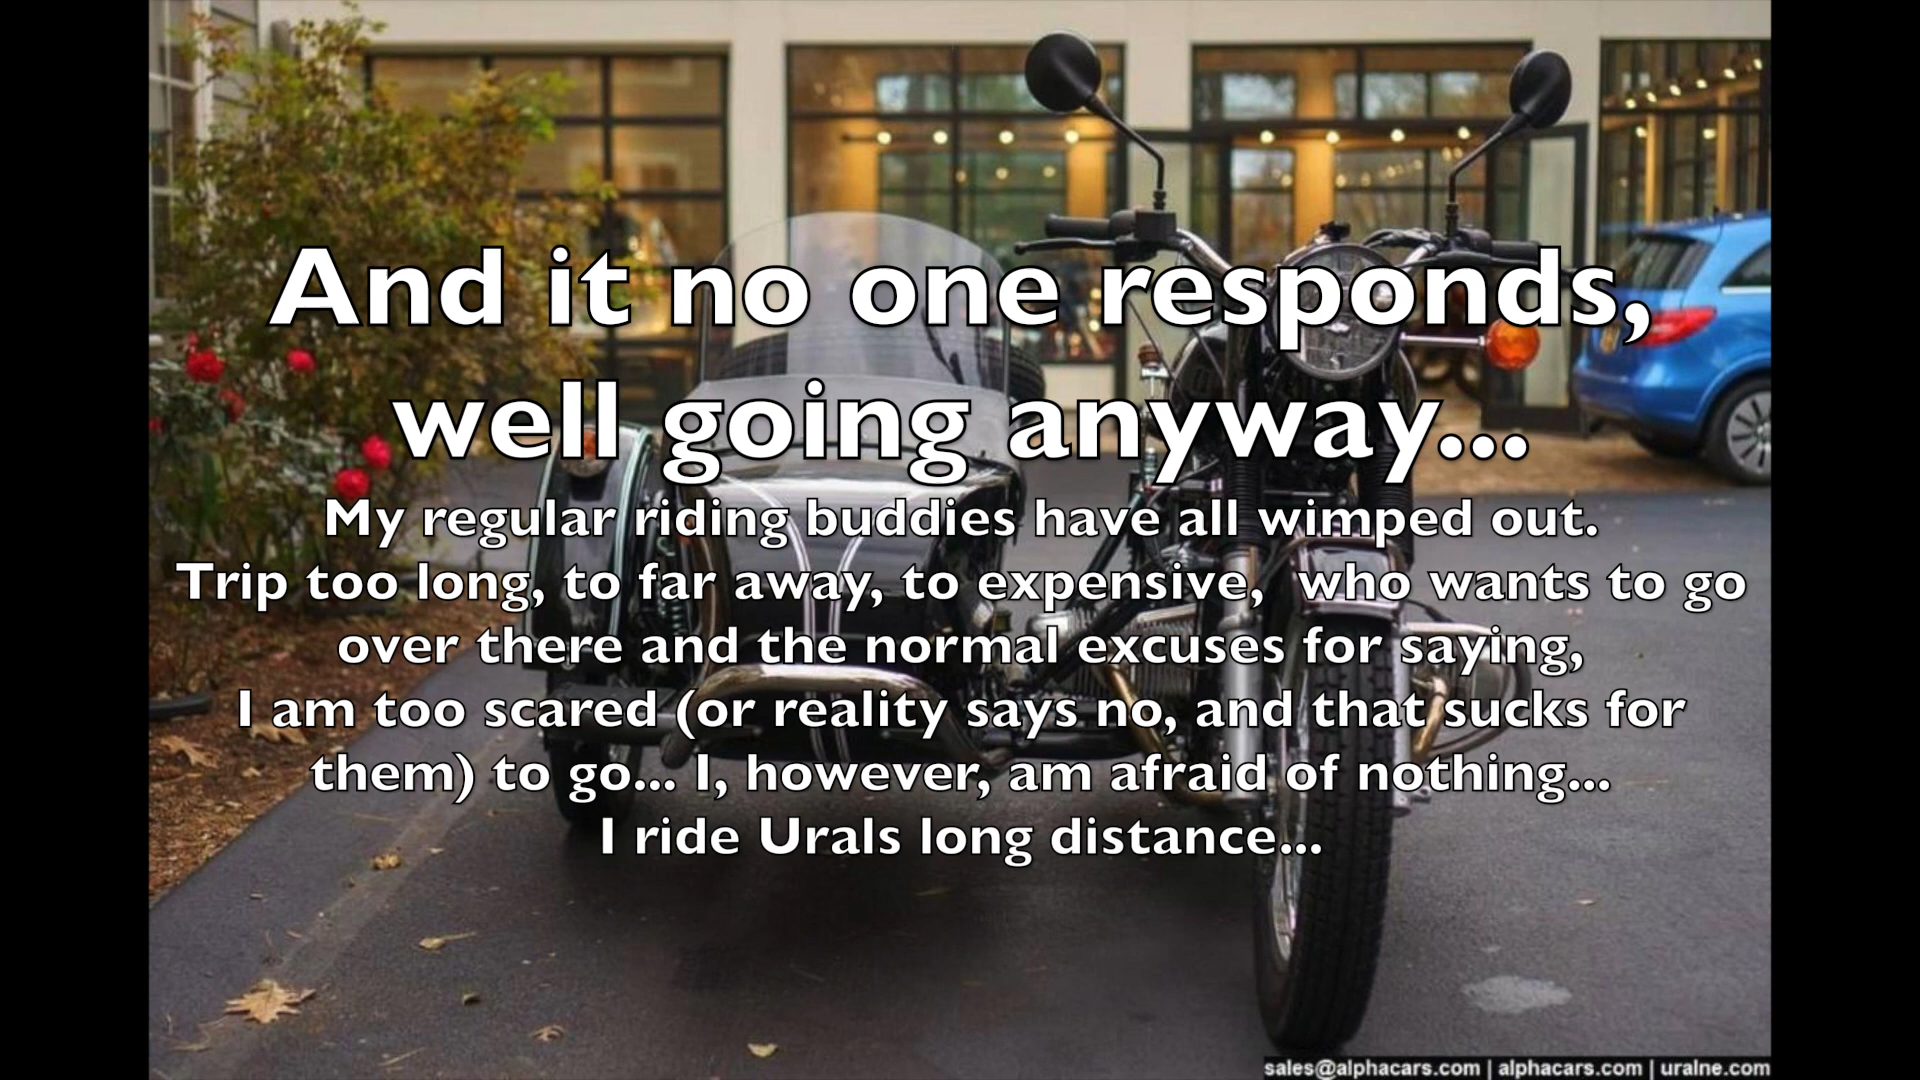 And it no one responds,
well going anyway...
My regular riding buddies have all wimped out.
Trip too long, to far away, to expensive,  who wants to go
over there and the normal excuses for saying,
I am too scared (or reality says no, and that sucks for
them) to go... I, however, am afraid of nothing...
I ride Urals long distance...
sales@alphacars.com | alphacars.com | uralne.com